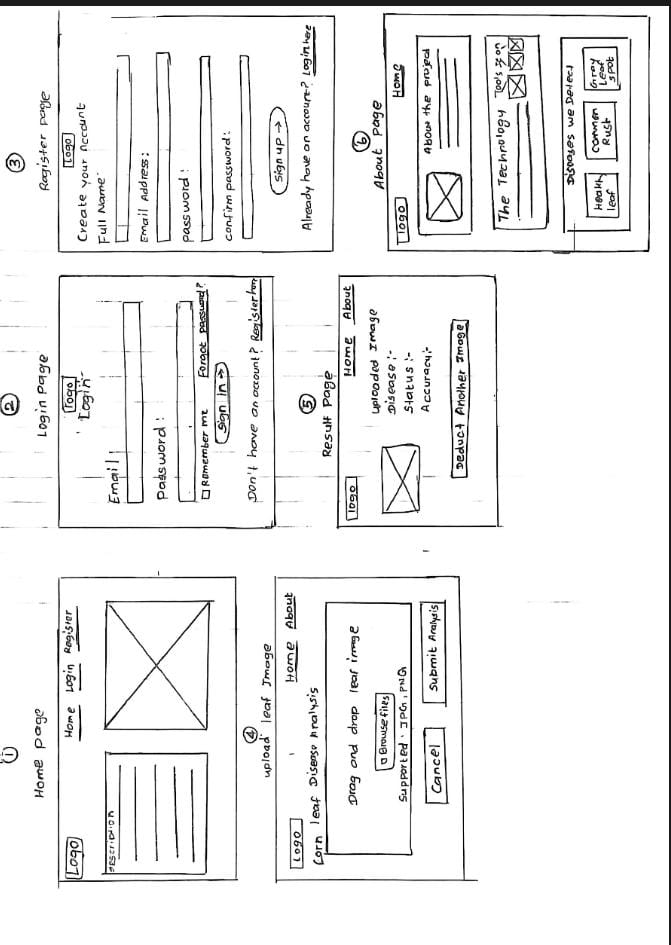 ①
Home page
Logo
Home Login Register
DESCRIPTION
②
Login Page
logo
Login:-
Email:
Password:
Remember me Forgot password?
Sign in →
Don't have an account? Register here
③
Register page
Logo
Create your Account
Full Name
Email Address:
password:
confirm password:
Sign up →
Already have an account? Login here
④
upload leaf Image
Logo
Home About
Corn leaf Disease Analysis
Drag and drop leaf image
Browse files
Supported: JPG, PNG
Cancel
Submit Analysis
⑤
Result Page
logo
Home About
Uploaded Image
Disease :-
Status :-
Accuracy:-
Deduct Another Image
⑥
About page
logo
Home
About the project
The Technology
Diseases we Detect
Healthy leaf
Common Rust
Gray Leaf Spot